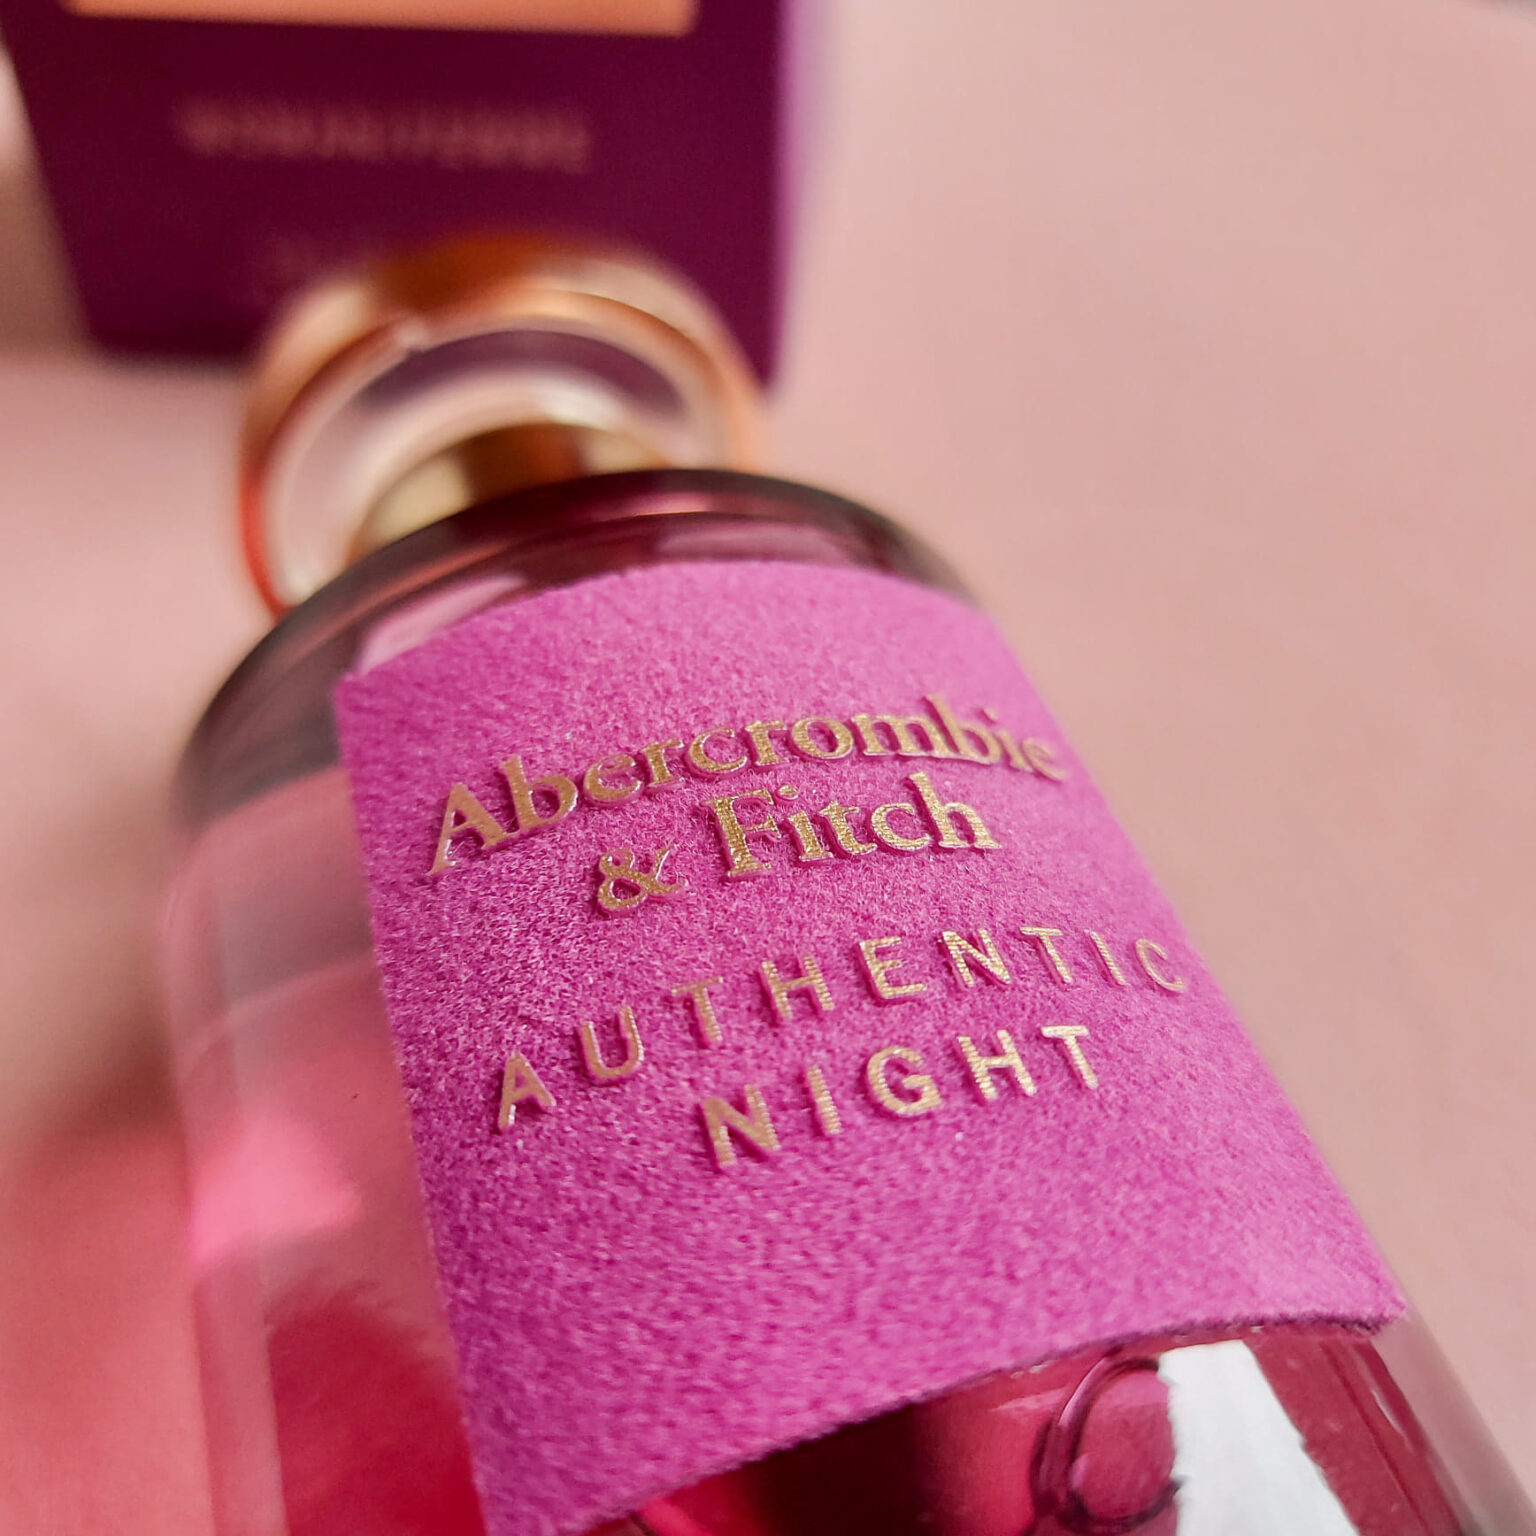 Abercrombie
& Fitch
AUTHENTIC
NIGHT